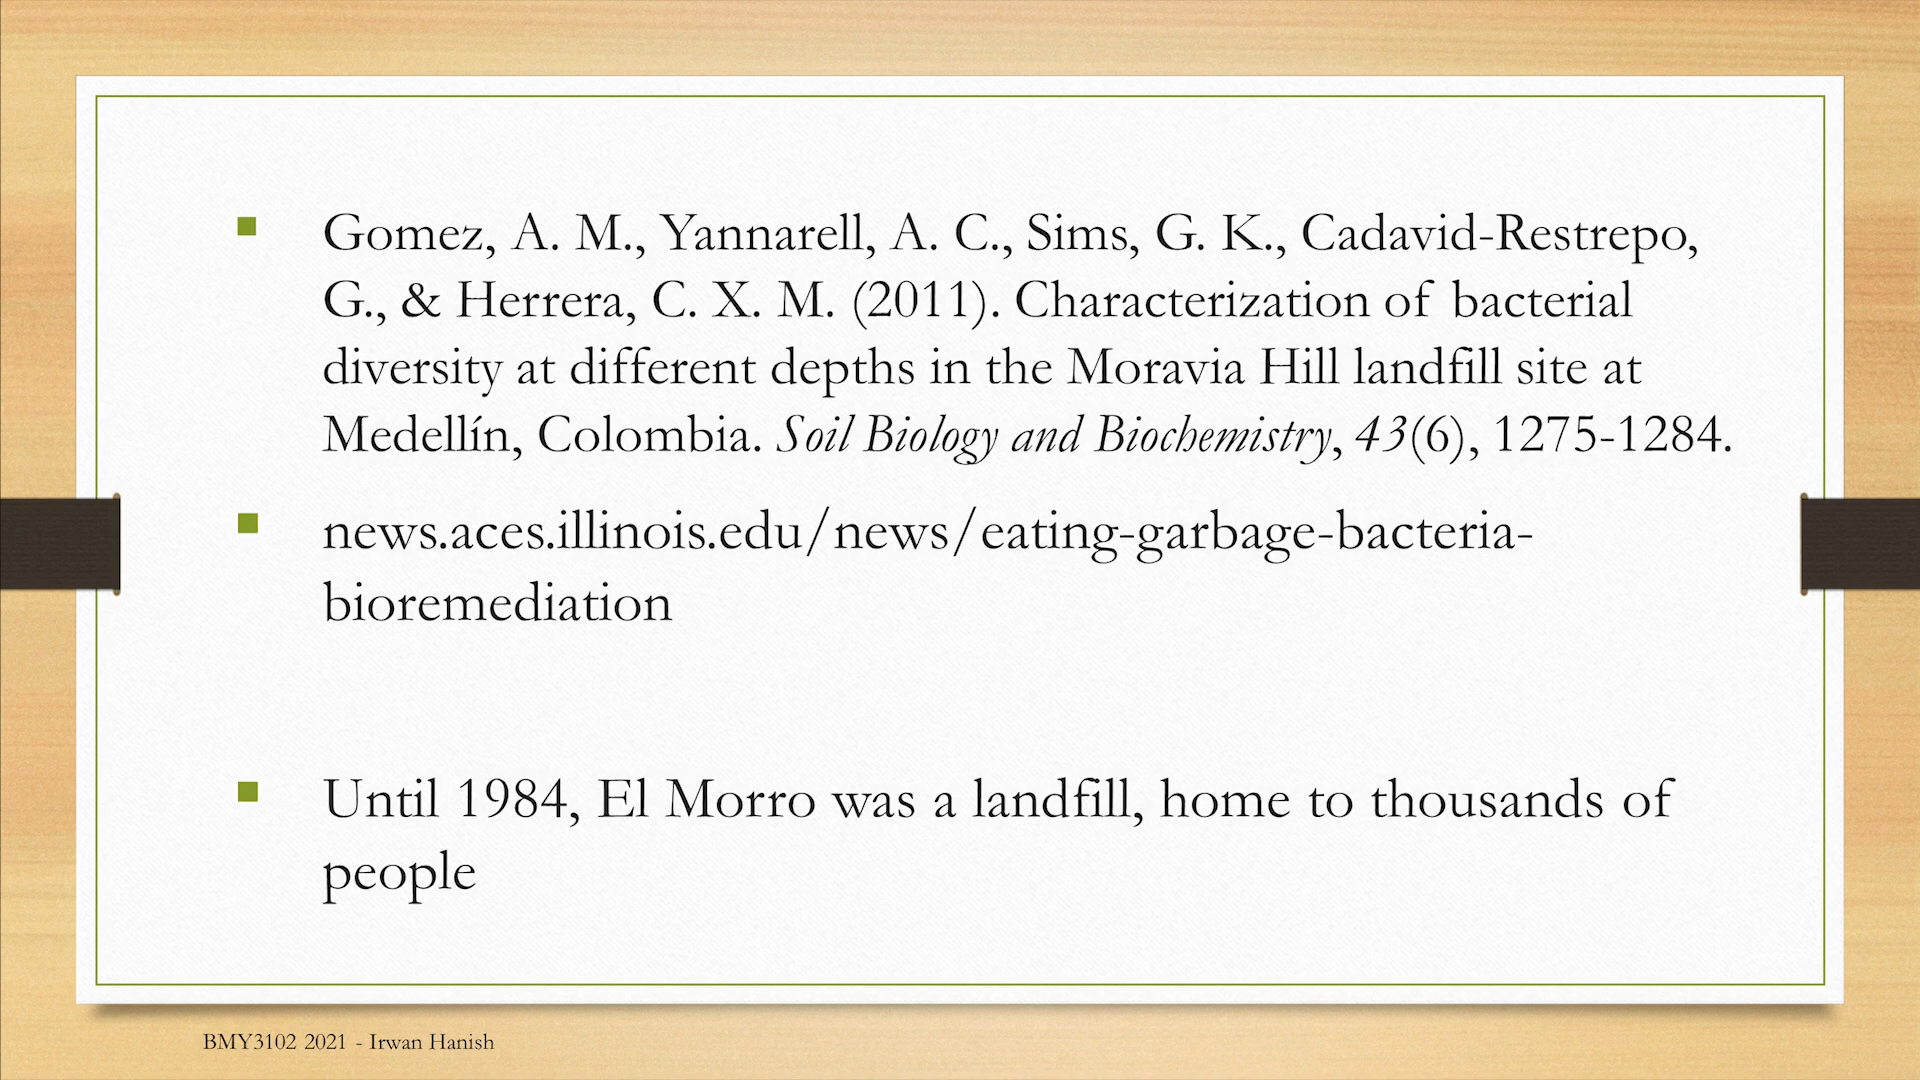 Gomez, A. M., Yannarell, A. C., Sims, G. K., Cadavid-Restrepo,
G., & Herrera, C. X. M. (2011). Characterization of bacterial
diversity at different depths in the Moravia Hill landfill site at
Medellín, Colombia. Soil Biology and Biochemistry, 43(6), 1275-1284.
news.aces.illinois.edu/news/eating-garbage-bacteria-
bioremediation
Until 1984, El Morro was a landfill, home to thousands of
people
BMY3102 2021 - Irwan Hanish